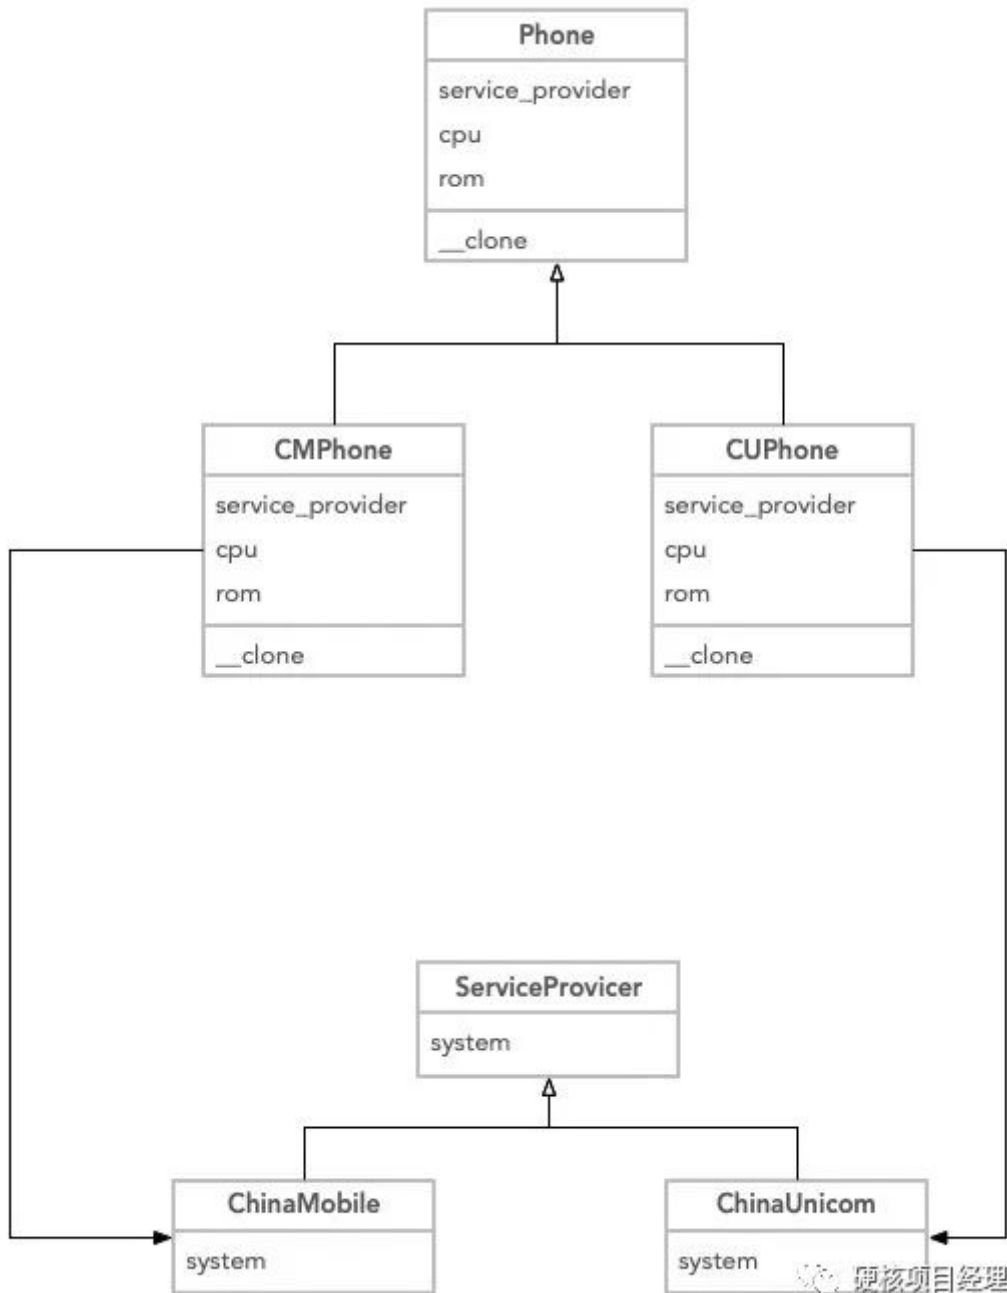 Phone
service_provider
cpu
rom
__clone
CMPhone
service_provider
cpu
rom
__clone
CUPhone
service_provider
cpu
rom
__clone
ServiceProvicer
system
ChinaMobile
system
ChinaUnicom
system
硬核项目经理